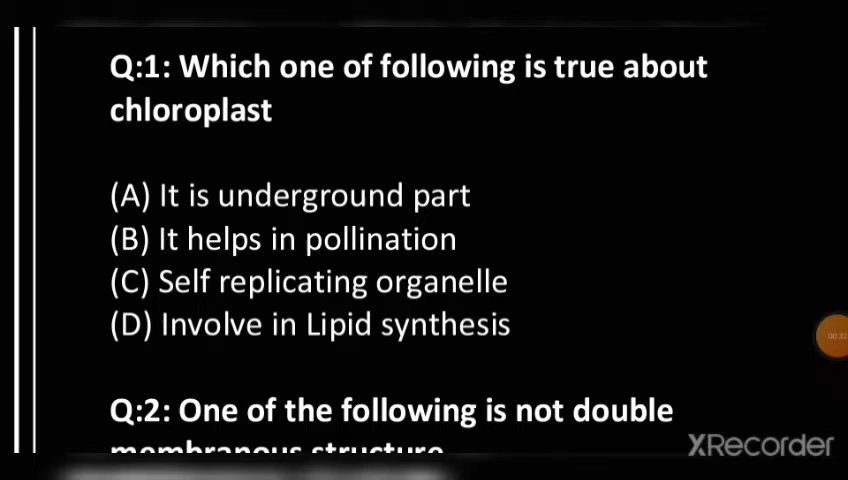 Q:1: Which one of following is true about
chloroplast
(A) It is underground part
(B) It helps in pollination
(C) Self replicating organelle
(D) Involve in Lipid synthesis
Q:2: One of the following is not double
membranous structure
XRecorder